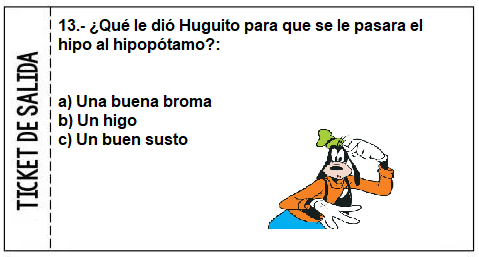 TICKET DE SALIDA
13.- ¿Qué le dió Huguito para que se le pasara el
hipo al hipopótamo?:
a) Una buena broma
b) Un higo
c) Un buen susto